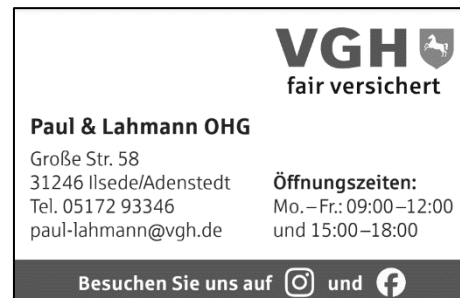 VGH
fair versichert
Paul & Lahmann OHG
Große Str. 58
31246 Ilsede/Adenstedt
Tel. 05172 93346
paul-lahmann@vgh.de
Öffnungszeiten:
Mo.–Fr.: 09:00–12:00
und 15:00–18:00
Besuchen Sie uns auf und